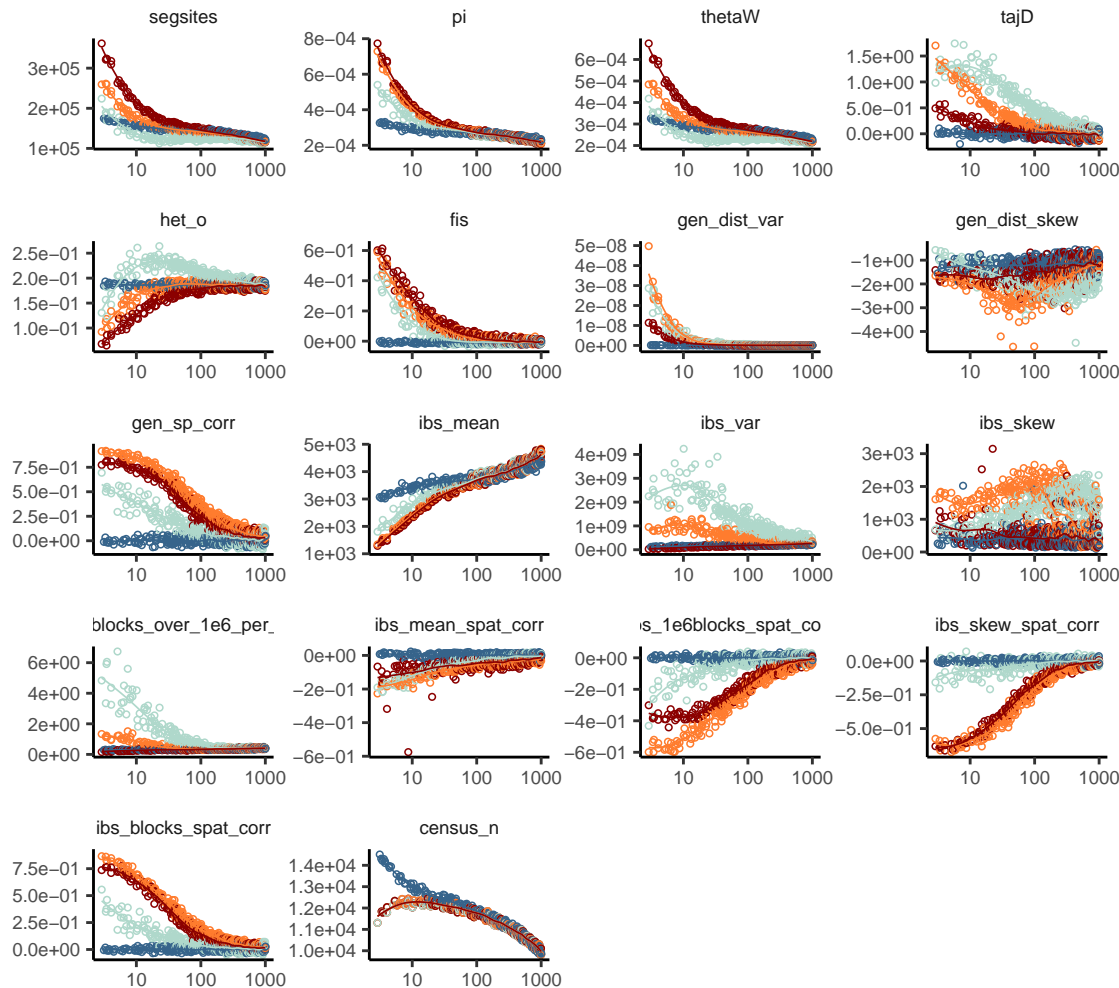 segsites
pi
thetaW
tajD
3e+05
2e+05
1e+05
10 100 1000
8e−04
6e−04
4e−04
2e−04
10 100 1000
6e−04
5e−04
4e−04
3e−04
2e−04
10 100 1000
1.5e+00
1.0e+00
5.0e−01
0.0e+00
10 100 1000
het_o
fis
gen_dist_var
gen_dist_skew
2.5e−01
2.0e−01
1.5e−01
1.0e−01
10 100 1000
6e−01
4e−01
2e−01
0e+00
10 100 1000
5e−08
4e−08
3e−08
2e−08
1e−08
0e+00
10 100 1000
−1e+00
−2e+00
−3e+00
−4e+00
10 100 1000
gen_sp_corr
ibs_mean
ibs_var
ibs_skew
7.5e−01
5.0e−01
2.5e−01
0.0e+00
10 100 1000
5e+03
4e+03
3e+03
2e+03
1e+03
10 100 1000
4e+09
3e+09
2e+09
1e+09
0e+00
10 100 1000
3e+03
2e+03
1e+03
0e+00
10 100 1000
blocks_over_1e6_per_
ibs_mean_spat_corr
s_1e6blocks_spat_co
ibs_skew_spat_corr
6e+00
4e+00
2e+00
0e+00
10 100 1000
0e+00
−2e−01
−4e−01
−6e−01
10 100 1000
0e+00
−2e−01
−4e−01
−6e−01
10 100 1000
0.0e+00
−2.5e−01
−5.0e−01
10 100 1000
ibs_blocks_spat_corr
census_n
7.5e−01
5.0e−01
2.5e−01
0.0e+00
10 100 1000
1.4e+04
1.3e+04
1.2e+04
1.1e+04
1.0e+04
10 100 1000